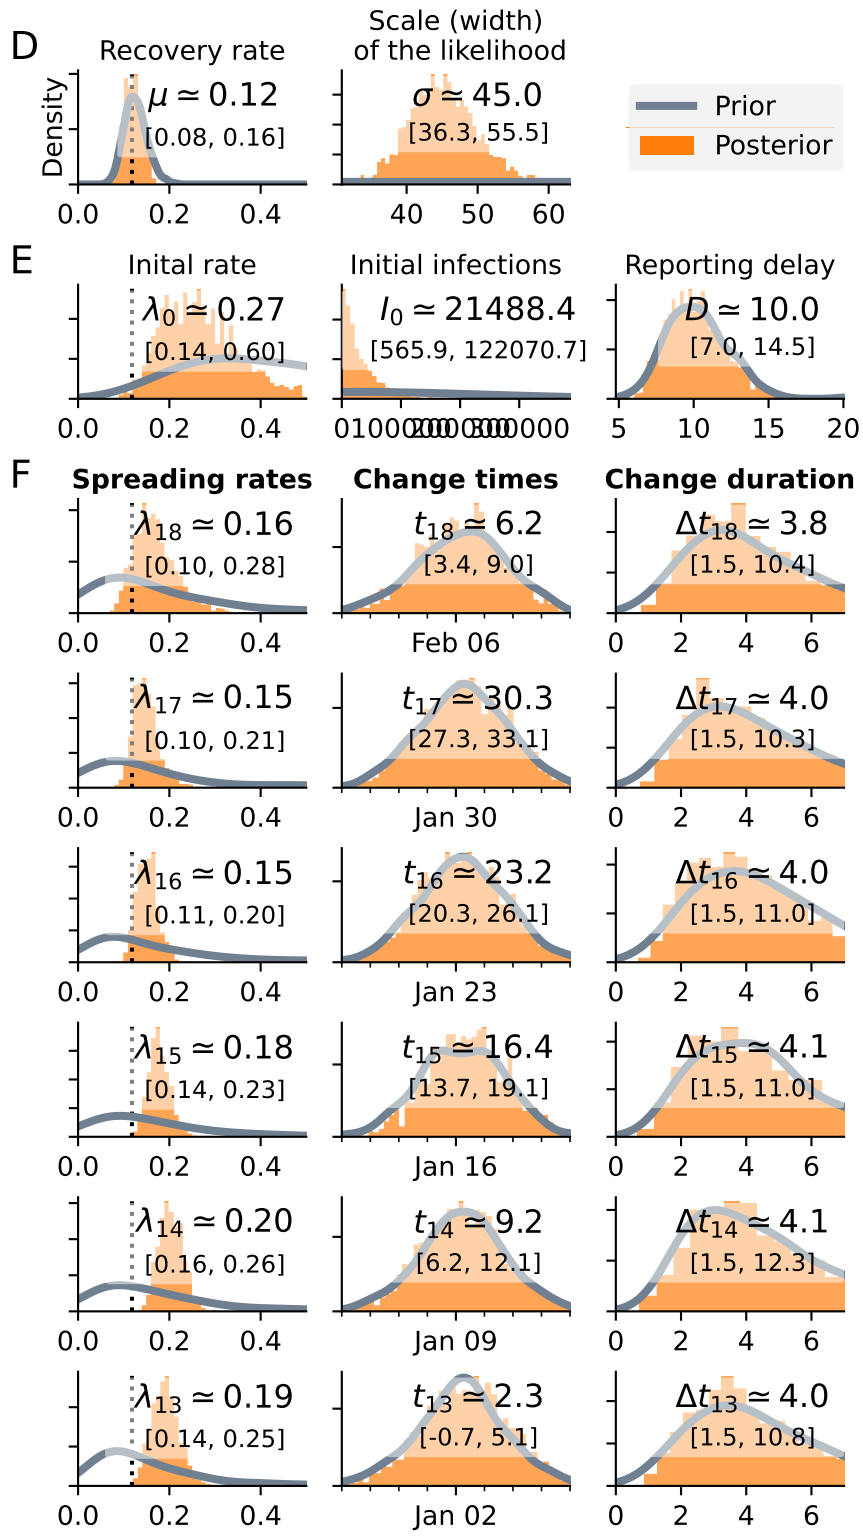 D
Recovery rate
Scale (width)
of the likelihood
Density
μ ≃ 0.12
[0.08, 0.16]
0.0 0.2 0.4
σ ≃ 45.0
[36.3, 55.5]
40 50 60
Prior
Posterior
E
Inital rate
λ0 ≃ 0.27
[0.14, 0.60]
0.0 0.2 0.4
Initial infections
I0 ≃ 21488.4
[565.9, 122070.7]
0 100000 200000 300000
Reporting delay
D ≃ 10.0
[7.0, 14.5]
5 10 15 20
F
Spreading rates Change times Change duration
λ18 ≃ 0.16
[0.10, 0.28]
0.0 0.2 0.4
t18 ≃ 6.2
[3.4, 9.0]
Feb 06
Δt18 ≃ 3.8
[1.5, 10.4]
0 2 4 6
λ17 ≃ 0.15
[0.10, 0.21]
0.0 0.2 0.4
t17 ≃ 30.3
[27.3, 33.1]
Jan 30
Δt17 ≃ 4.0
[1.5, 10.3]
0 2 4 6
λ16 ≃ 0.15
[0.11, 0.20]
0.0 0.2 0.4
t16 ≃ 23.2
[20.3, 26.1]
Jan 23
Δt16 ≃ 4.0
[1.5, 11.0]
0 2 4 6
λ15 ≃ 0.18
[0.14, 0.23]
0.0 0.2 0.4
t15 ≃ 16.4
[13.7, 19.1]
Jan 16
Δt15 ≃ 4.1
[1.5, 11.0]
0 2 4 6
λ14 ≃ 0.20
[0.16, 0.26]
0.0 0.2 0.4
t14 ≃ 9.2
[6.2, 12.1]
Jan 09
Δt14 ≃ 4.1
[1.5, 12.3]
0 2 4 6
λ13 ≃ 0.19
[0.14, 0.25]
0.0 0.2 0.4
t13 ≃ 2.3
[-0.7, 5.1]
Jan 02
Δt13 ≃ 4.0
[1.5, 10.8]
0 2 4 6